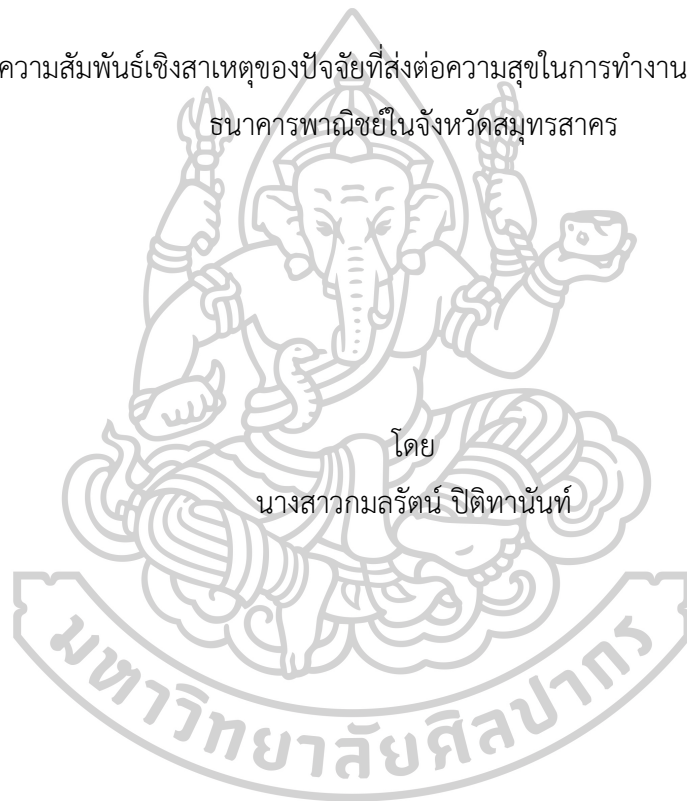 ความสัมพันธ์เชิงสาเหตุของปัจจัยที่ส่งต่อความสุขในการทำงาน
ธนาคารพาณิชย์ในจังหวัดสมุทรสาคร
โดย
นางสาวกมลรัตน์ ปิติทานันท์
มหาวิทยาลัยศิลปากร